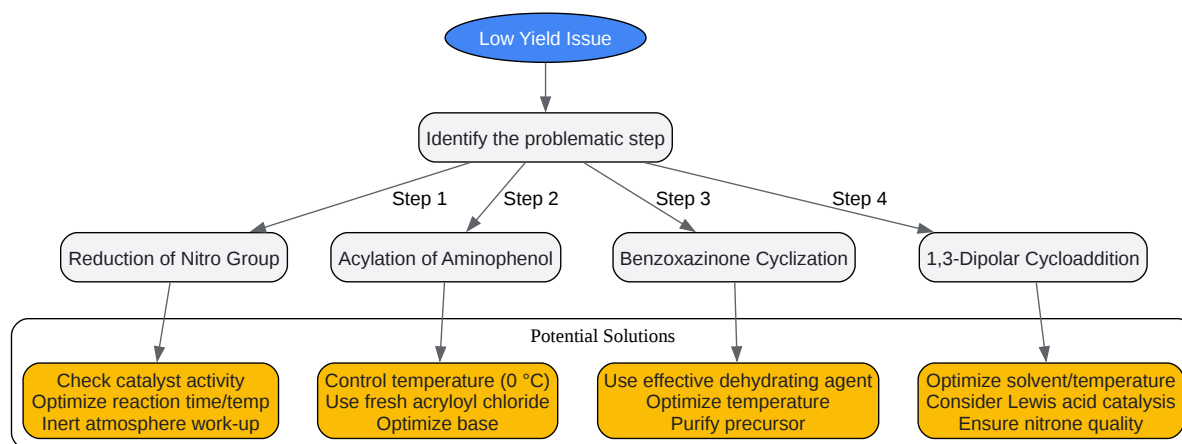 Low Yield Issue
Identify the problematic step
Step 1
Step 2
Step 3
Step 4
Reduction of Nitro Group
Acylation of Aminophenol
Benzoxazinone Cyclization
1,3-Dipolar Cycloaddition
Potential Solutions
Check catalyst activity
Optimize reaction time/temp
Inert atmosphere work-up
Control temperature (0 °C)
Use fresh acryloyl chloride
Optimize base
Use effective dehydrating agent
Optimize temperature
Purify precursor
Optimize solvent/temperature
Consider Lewis acid catalysis
Ensure nitrone quality